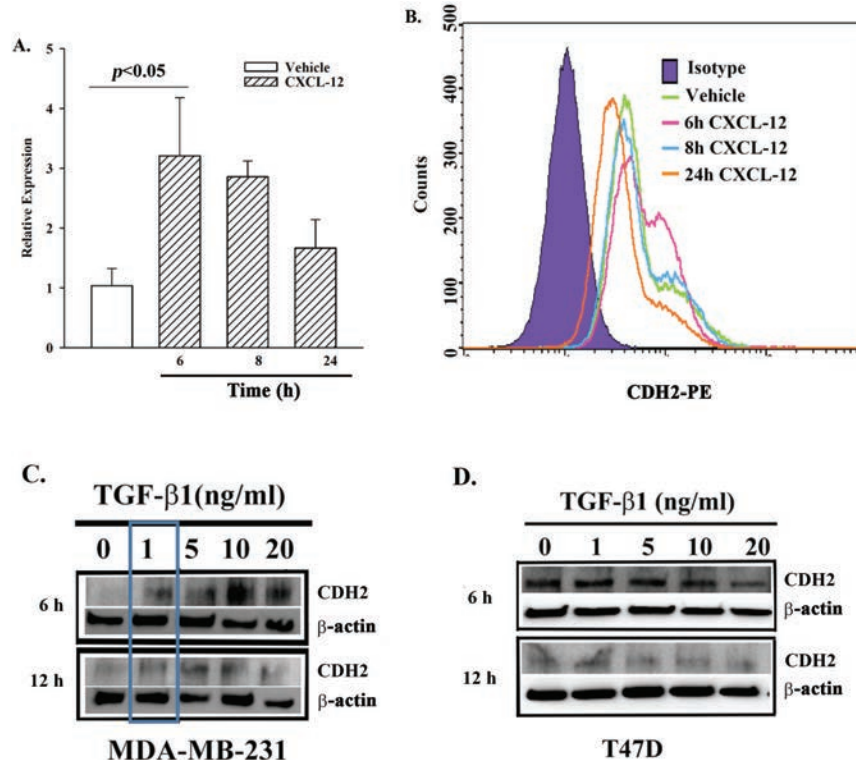 A.
5
4
3
2
1
0
Relative Expression
p<0.05
Vehicle
CXCL-12
6 8 24
Time (h)
B.
500
400
300
200
100
0
Counts
Isotype
Vehicle
6h CXCL-12
8h CXCL-12
24h CXCL-12
CDH2-PE
C.
TGF-β1(ng/ml)
0 1 5 10 20
6 h
CDH2
β-actin
12 h
CDH2
β-actin
MDA-MB-231
D.
TGF-β1 (ng/ml)
0 1 5 10 20
6 h
CDH2
β-actin
12 h
CDH2
β-actin
T47D